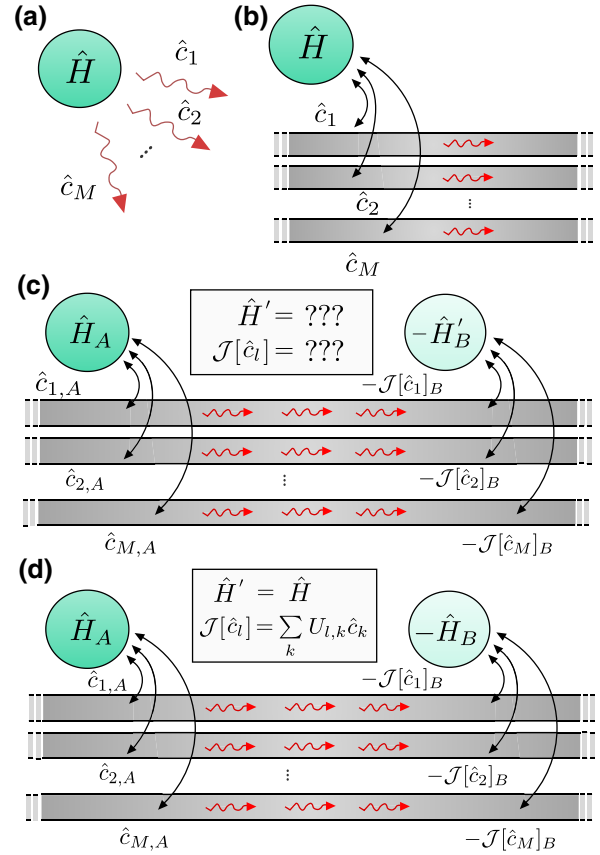 (a)
Ĥ
ĉ₁
ĉ₂
...
ĉ_M
(b)
Ĥ
ĉ₁
ĉ₂
...
ĉ_M
(c)
Ĥ_A
Ĥ′ = ???
𝒥[ĉ_l] = ???
−Ĥ′_B
ĉ_{1,A}
−𝒥[ĉ₁]_B
ĉ_{2,A}
...
−𝒥[ĉ₂]_B
ĉ_{M,A}
−𝒥[ĉ_M]_B
(d)
Ĥ_A
Ĥ′ = Ĥ
𝒥[ĉ_l] = ∑_k U_{l,k} ĉ_k
−Ĥ_B
ĉ_{1,A}
−𝒥[ĉ₁]_B
ĉ_{2,A}
...
−𝒥[ĉ₂]_B
ĉ_{M,A}
−𝒥[ĉ_M]_B